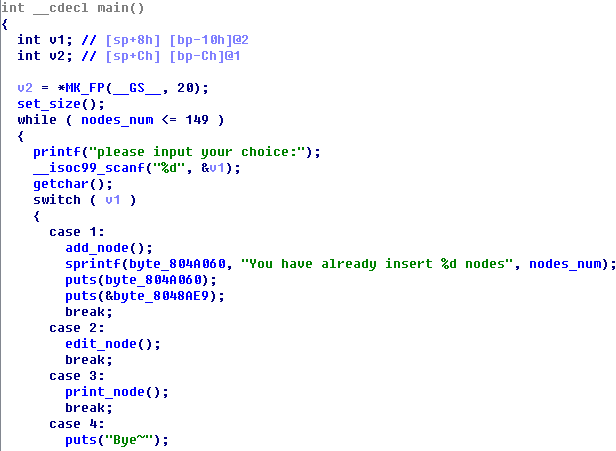 int __cdecl main()
{
int v1; // [sp+8h] [bp-10h]@2
int v2; // [sp+Ch] [bp-Ch]@1
v2 = *MK_FP(__GS__, 20);
set_size();
while ( nodes_num <= 149 )
{
printf("please input your choice:");
__isoc99_scanf("%d", &v1);
getchar();
switch ( v1 )
{
case 1:
add_node();
sprintf(byte_804A060, "You have already insert %d nodes", nodes_num);
puts(byte_804A060);
puts(&byte_8048AE9);
break;
case 2:
edit_node();
break;
case 3:
print_node();
break;
case 4:
puts("Bye~");